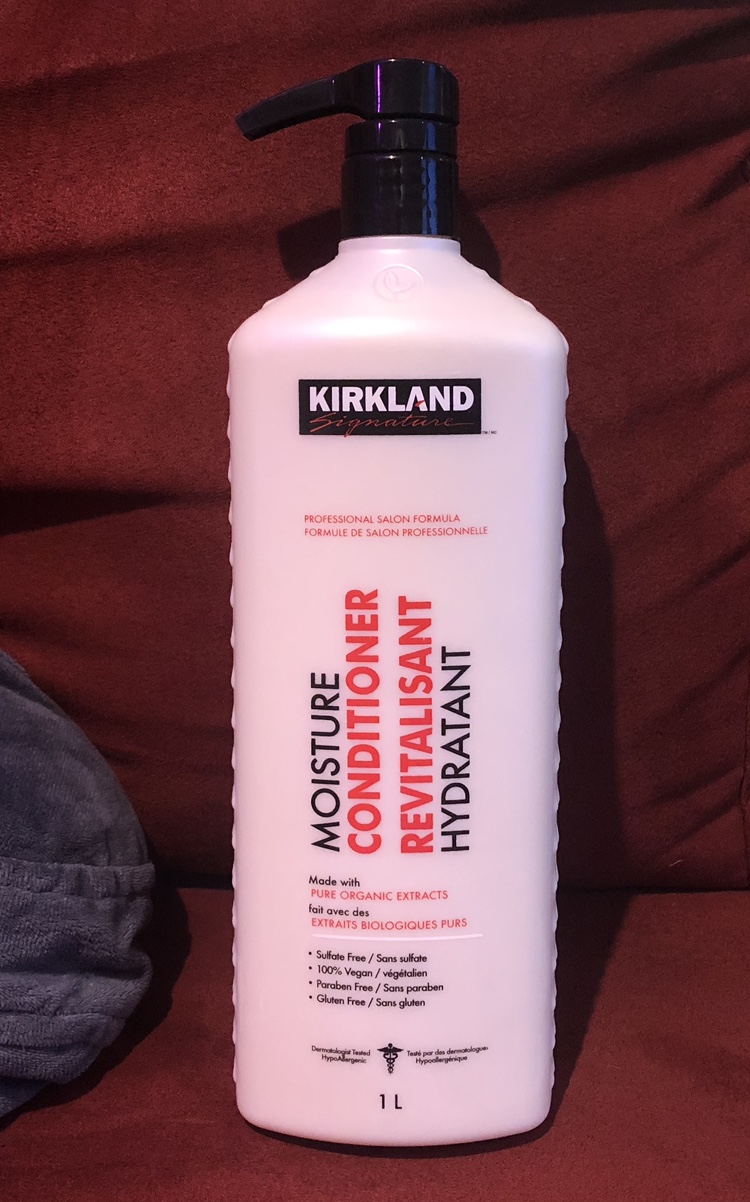 KIRKLAND
Signature
TM / MD
PROFESSIONAL SALON FORMULA
FORMULE DE SALON PROFESSIONNELLE
MOISTURE
CONDITIONER
REVITALISANT
HYDRATANT
Made with
PURE ORGANIC EXTRACTS
fait avec des
EXTRAITS BIOLOGIQUES PURS
• Sulfate Free / Sans sulfate
• 100% Vegan / végétalien
• Paraben Free / Sans paraben
• Gluten Free / Sans gluten
Dermatologist Tested
HypoAllergenic
Testé par des dermatologues
Hypoallergénique
1 L